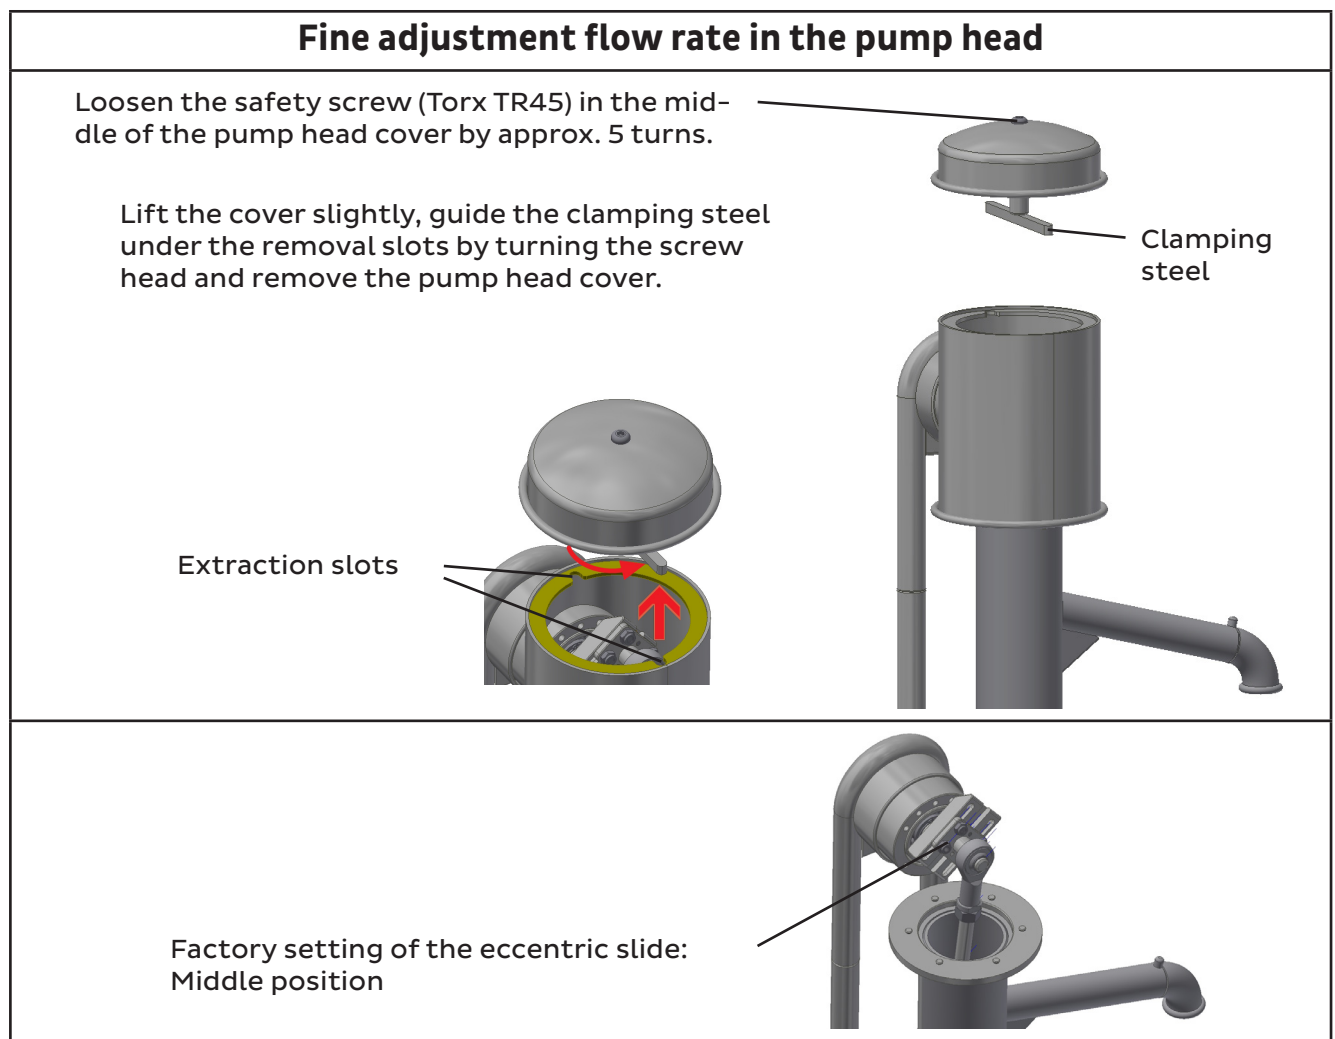 Fine adjustment flow rate in the pump head
Loosen the safety screw (Torx TR45) in the mid-
dle of the pump head cover by approx. 5 turns.
Lift the cover slightly, guide the clamping steel
under the removal slots by turning the screw
head and remove the pump head cover.
Clamping
steel
Extraction slots
Factory setting of the eccentric slide:
Middle position